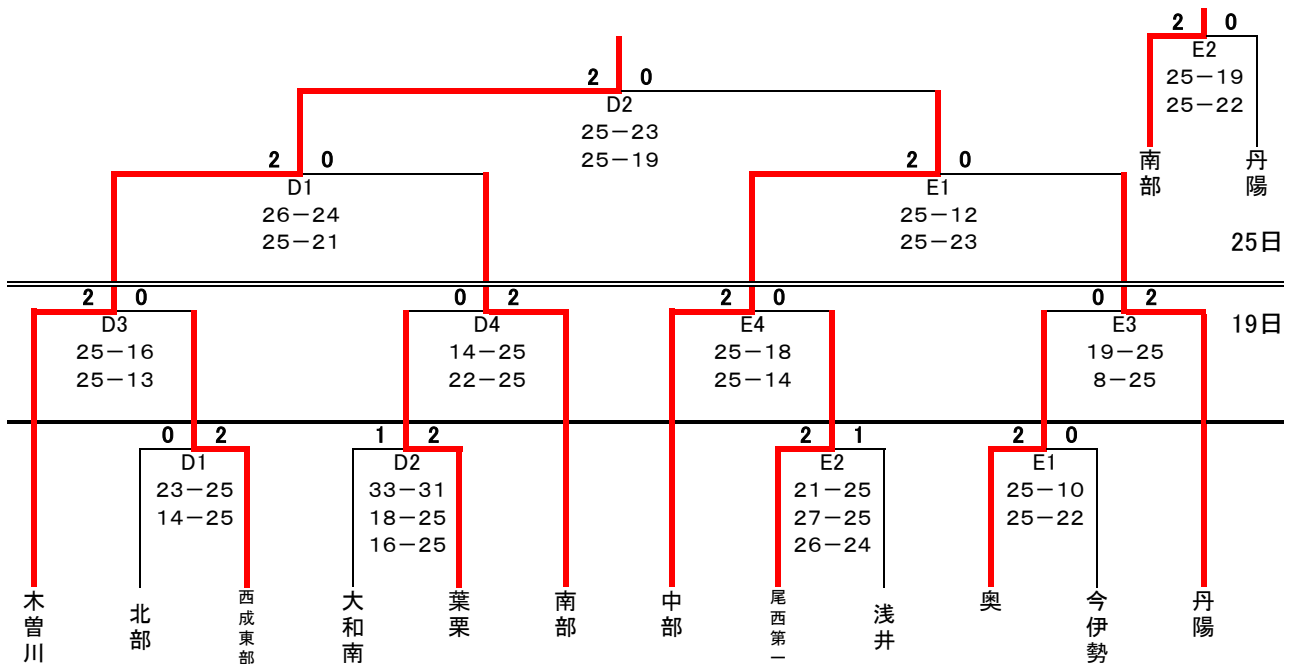 2 0
E2
25－19
25－22
南部
丹陽
2 0
D2
25－23
25－19
2 0
D1
26－24
25－21
2 0
E1
25－12
25－23
25日
2 0
D3
25－16
25－13
0 2
D4
14－25
22－25
2 0
E4
25－18
25－14
0 2
E3
19－25
8－25
19日
0 2
D1
23－25
14－25
1 2
D2
33－31
18－25
16－25
2 1
E2
21－25
27－25
26－24
2 0
E1
25－10
25－22
木曽川
北部
西成東部
大和南
葉栗
南部
中部
尾西第一
浅井
奥
今伊勢
丹陽